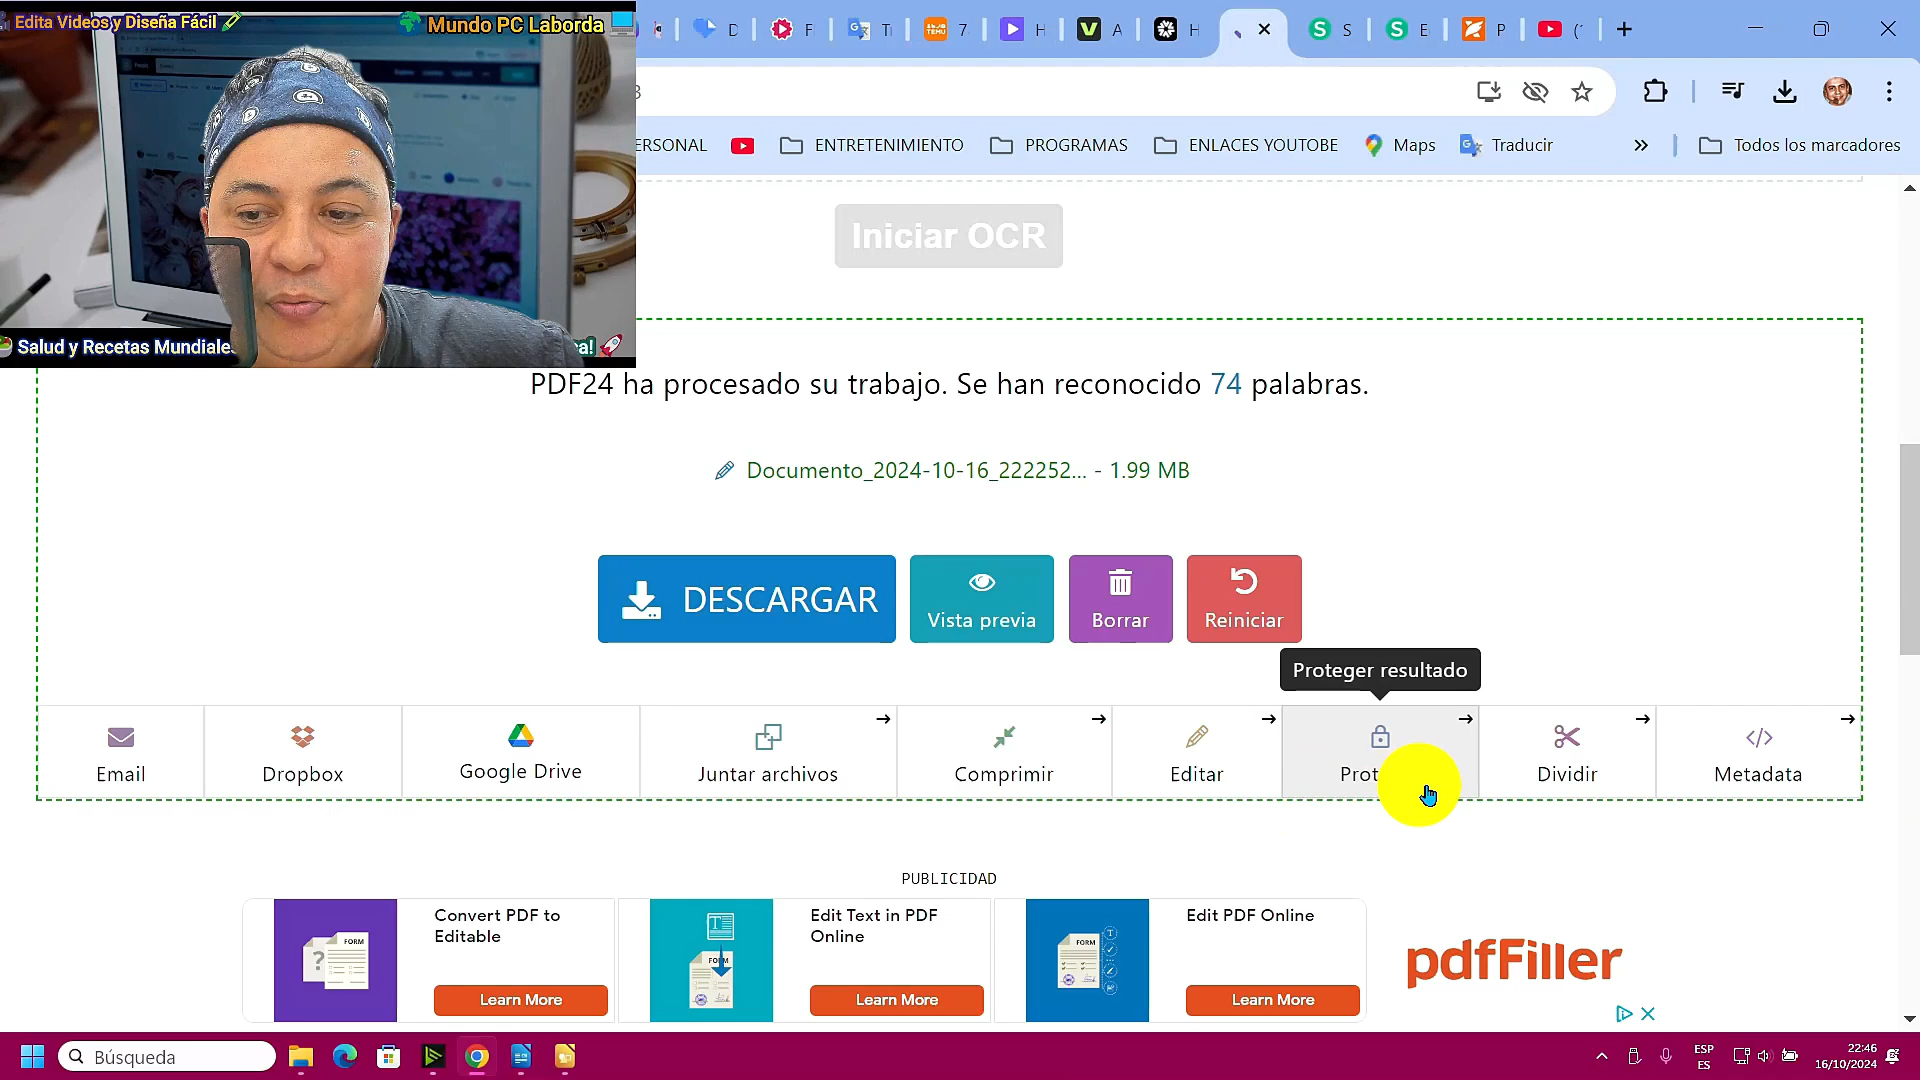 Edita Videos y Diseña Fácil
Mundo PC Laborda
Salud y Recetas Mundiale
a!
D
F
T
7
H
A
H
S
E
P
(
ERSONAL
ENTRETENIMIENTO
PROGRAMAS
ENLACES YOUTOBE
Maps
Traducir
Todos los marcadores
Iniciar OCR
PDF24 ha procesado su trabajo. Se han reconocido 74 palabras.
Documento_2024-10-16_222252... - 1.99 MB
DESCARGAR
Vista previa
Borrar
Reiniciar
Proteger resultado
Email
Dropbox
Google Drive
Juntar archivos
Comprimir
Editar
Prot
Dividir
Metadata
PUBLICIDAD
Convert PDF to
Editable
FORM
Learn More
Edit Text in PDF
Online
Learn More
Edit PDF Online
FORM
Learn More
pdfFiller
Búsqueda
ESP
ES
22:46
16/10/2024